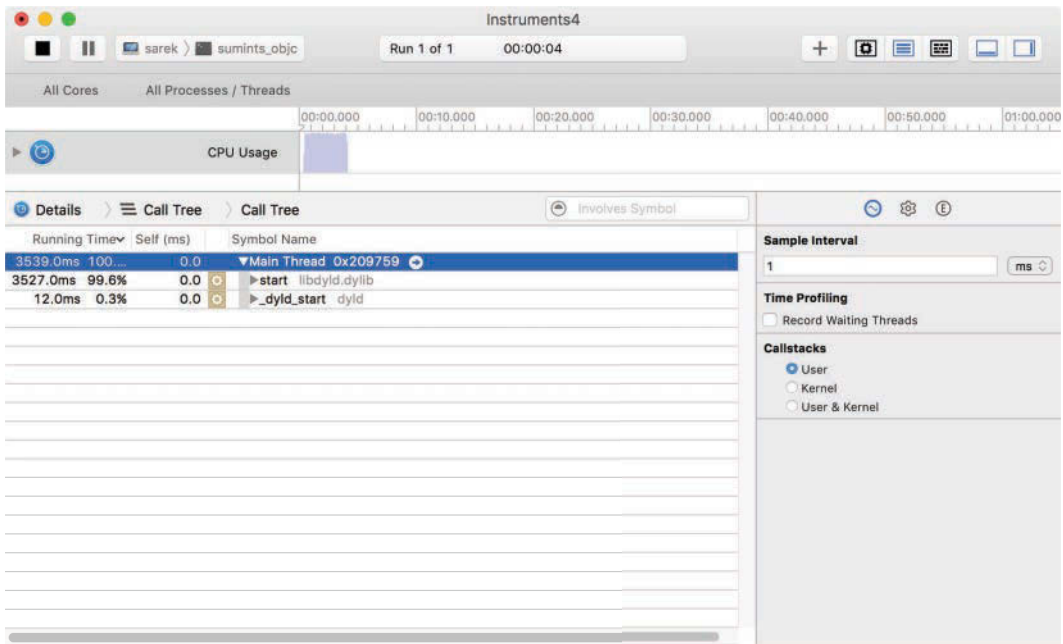 Instruments4
sarek 〉 sumints_objc
Run 1 of 1 00:00:04
All Cores All Processes / Threads
00:00.000 00:10.000 00:20.000 00:30.000 00:40.000 00:50.000 01:00.000
CPU Usage
Details 〉 Call Tree 〉 Call Tree Involves Symbol
E
Running Time Self (ms) Symbol Name
3539.0ms 100.... 0.0 Main Thread 0x209759
3527.0ms 99.6% 0.0 start libdyld.dylib
12.0ms 0.3% 0.0 _dyld_start dyld
Sample Interval
1 ms
Time Profiling
Record Waiting Threads
Callstacks
User
Kernel
User & Kernel